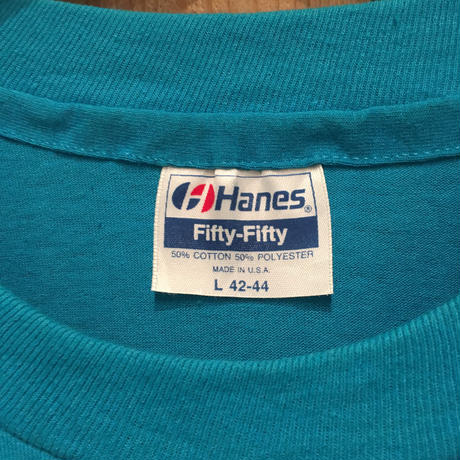 Hanes®
Fifty-Fifty
50% COTTON 50% POLYESTER
MADE IN U.S.A.
L 42-44